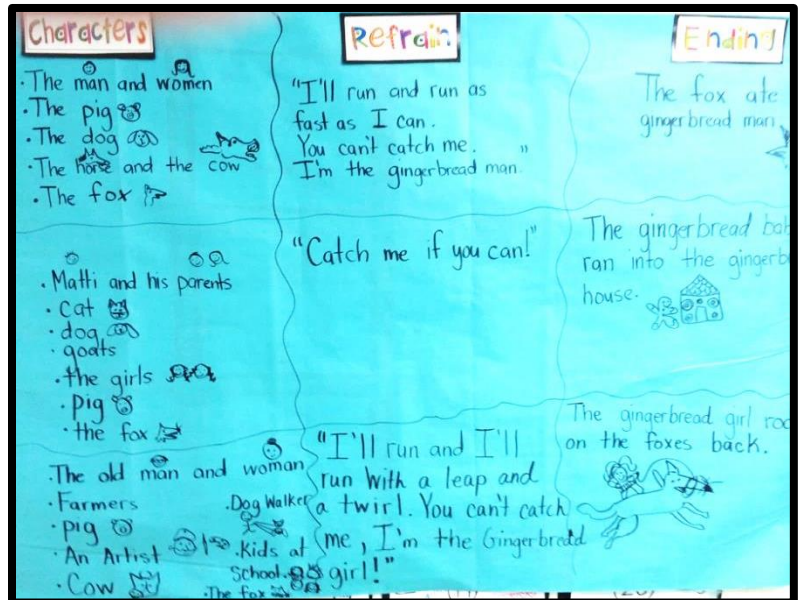 Characters
Refrain
Ending
· The man and women
· The pig
· The dog
· The horse and the cow
· The fox
"I'll run and run as
fast as I can.
You can't catch me.
I'm the gingerbread man."
The fox ate
gingerbread man
· Matti and his parents
· cat
· dog
· goats
· the girls
· pig
· the fox
"Catch me if you can!"
The gingerbread
ran into the
house.
· The old man and woman
· Farmers
· pig
· An Artist
· Cow
· Dog Walker
· Kids at
School
· The fox
"I'll run and I'll
run with a leap and
a twirl. You can't catch
me, I'm the Gingerbread
girl!"
The gingerbread girl
on the foxes back.